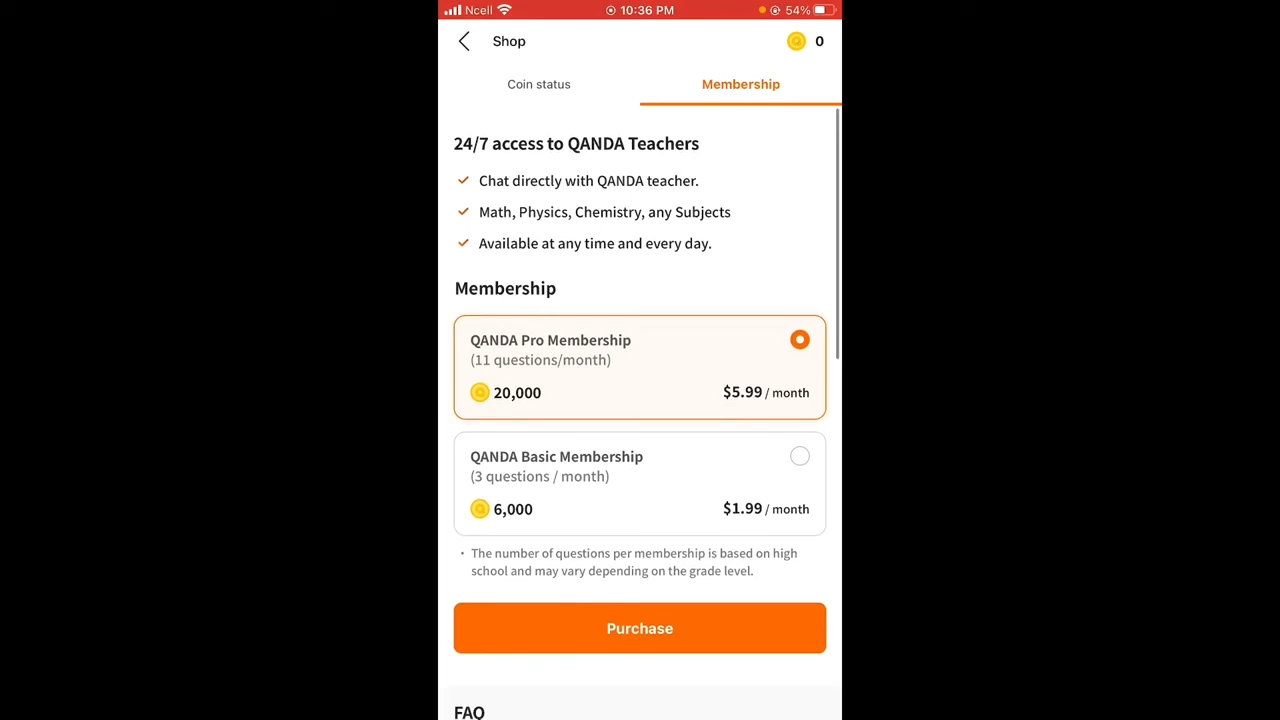 Ncell 10:36 PM 54%
Shop 0
Coin status Membership
24/7 access to QANDA Teachers
Chat directly with QANDA teacher.
Math, Physics, Chemistry, any Subjects
Available at any time and every day.
Membership
QANDA Pro Membership
(11 questions/month)
20,000 $5.99 / month
QANDA Basic Membership
(3 questions / month)
6,000 $1.99 / month
• The number of questions per membership is based on high
school and may vary depending on the grade level.
Purchase
FAQ